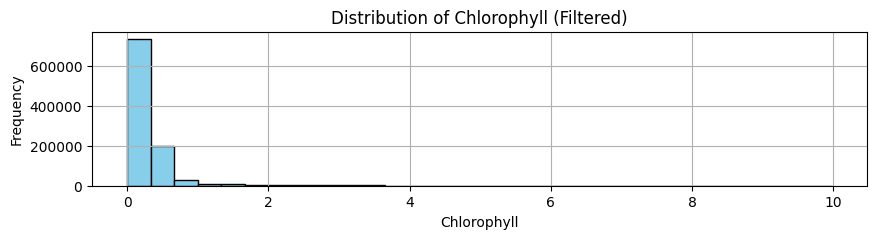 Distribution of Chlorophyll (Filtered)
Frequency
600000
400000
200000
0
0 2 4 6 8 10
Chlorophyll